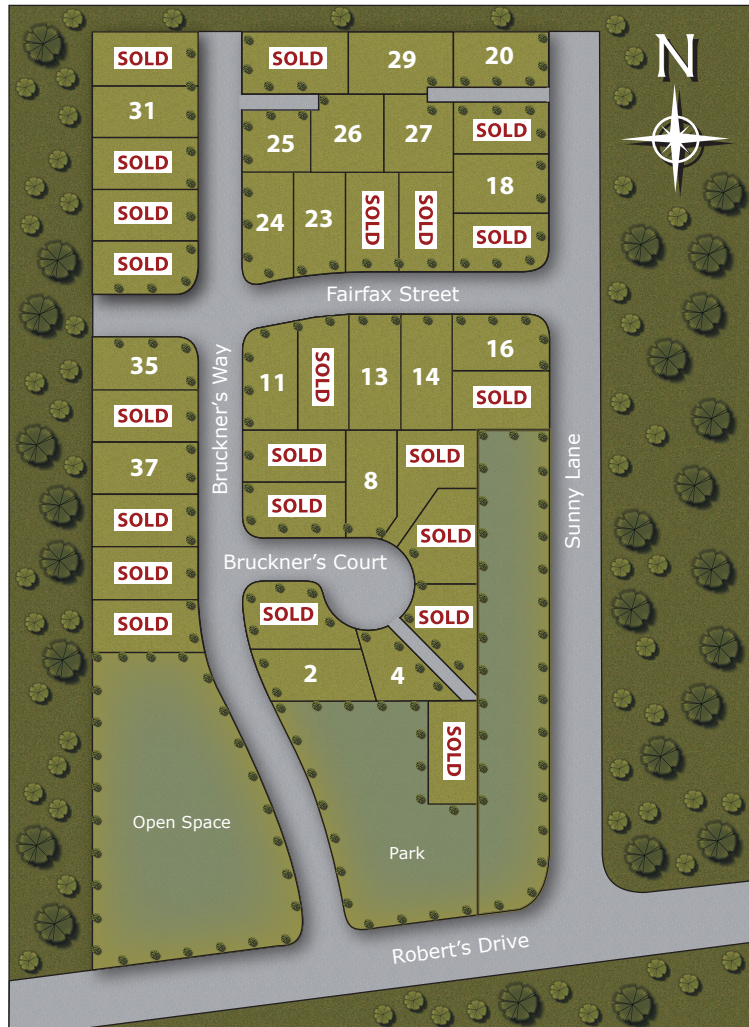 N
SOLD
SOLD
29
20
31
25
26
27
SOLD
SOLD
18
SOLD
24
23
SOLD
SOLD
SOLD
SOLD
Fairfax Street
35
11
SOLD
13
14
16
Bruckner's Way
SOLD
SOLD
37
SOLD
8
SOLD
Sunny Lane
SOLD
SOLD
SOLD
SOLD
Bruckner's Court
SOLD
SOLD
SOLD
SOLD
2
4
SOLD
Open Space
Park
Robert's Drive